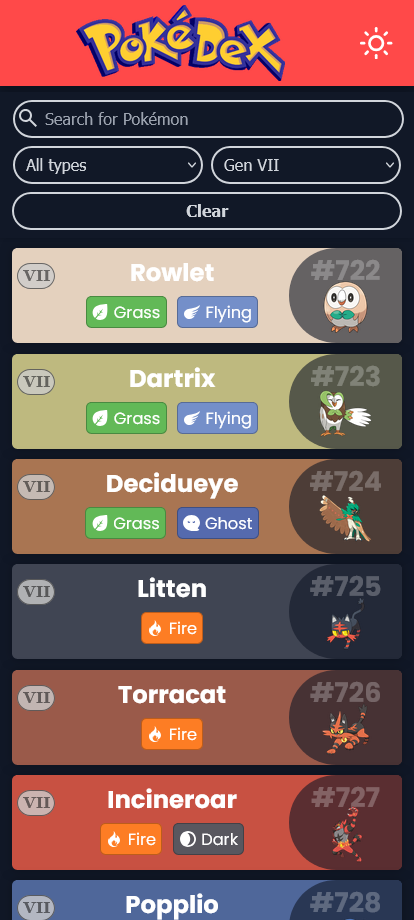 PokéDex
Search for Pokémon
All types
Gen VII
Clear
VII
Rowlet
#722
Grass
Flying
VII
Dartrix
#723
Grass
Flying
VII
Decidueye
#724
Grass
Ghost
VII
Litten
#725
Fire
VII
Torracat
#726
Fire
VII
Incineroar
#727
Fire
Dark
VII
Popplio
#728